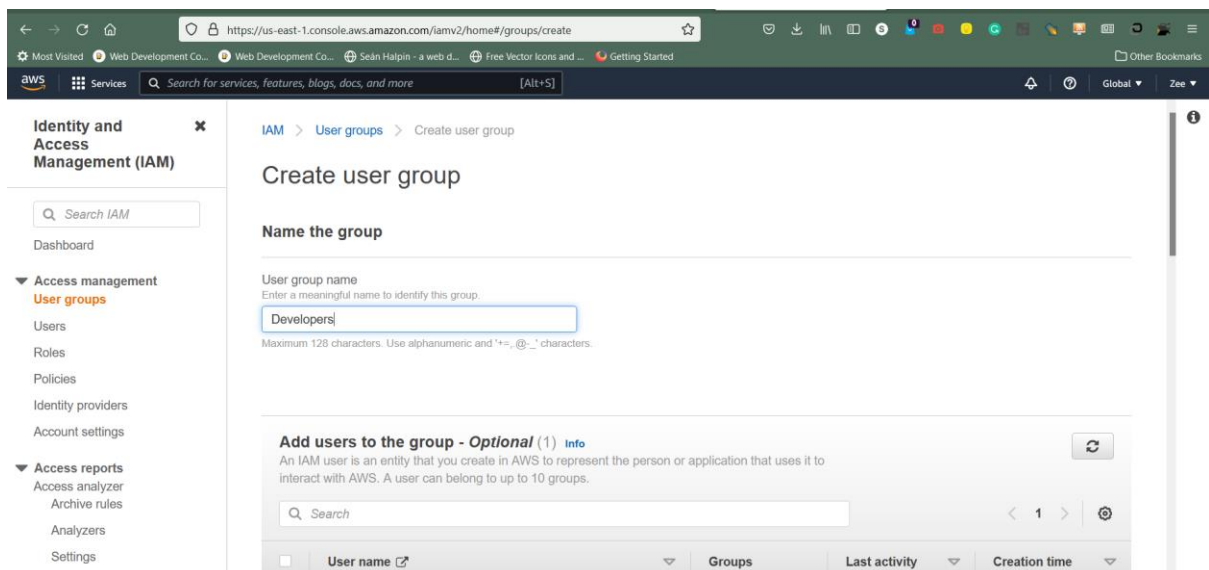 https://us-east-1.console.aws.amazon.com/iamv2/home#/groups/create
Most Visited Web Development Co... Web Development Co... Seán Halpin - a web d... Free Vector Icons and ... Getting Started Other Bookmarks
aws Services Search for services, features, blogs, docs, and more [Alt+S] Global Zee
Identity and
Access
Management (IAM)
Search IAM
Dashboard
Access management
User groups
Users
Roles
Policies
Identity providers
Account settings
Access reports
Access analyzer
Archive rules
Analyzers
Settings
IAM > User groups > Create user group
Create user group
Name the group
User group name
Enter a meaningful name to identify this group.
Developers
Maximum 128 characters. Use alphanumeric and '+=,.@-_' characters.
Add users to the group - Optional (1) Info
An IAM user is an entity that you create in AWS to represent the person or application that uses it to
interact with AWS. A user can belong to up to 10 groups.
Search
< 1 >
User name Groups Last activity Creation time